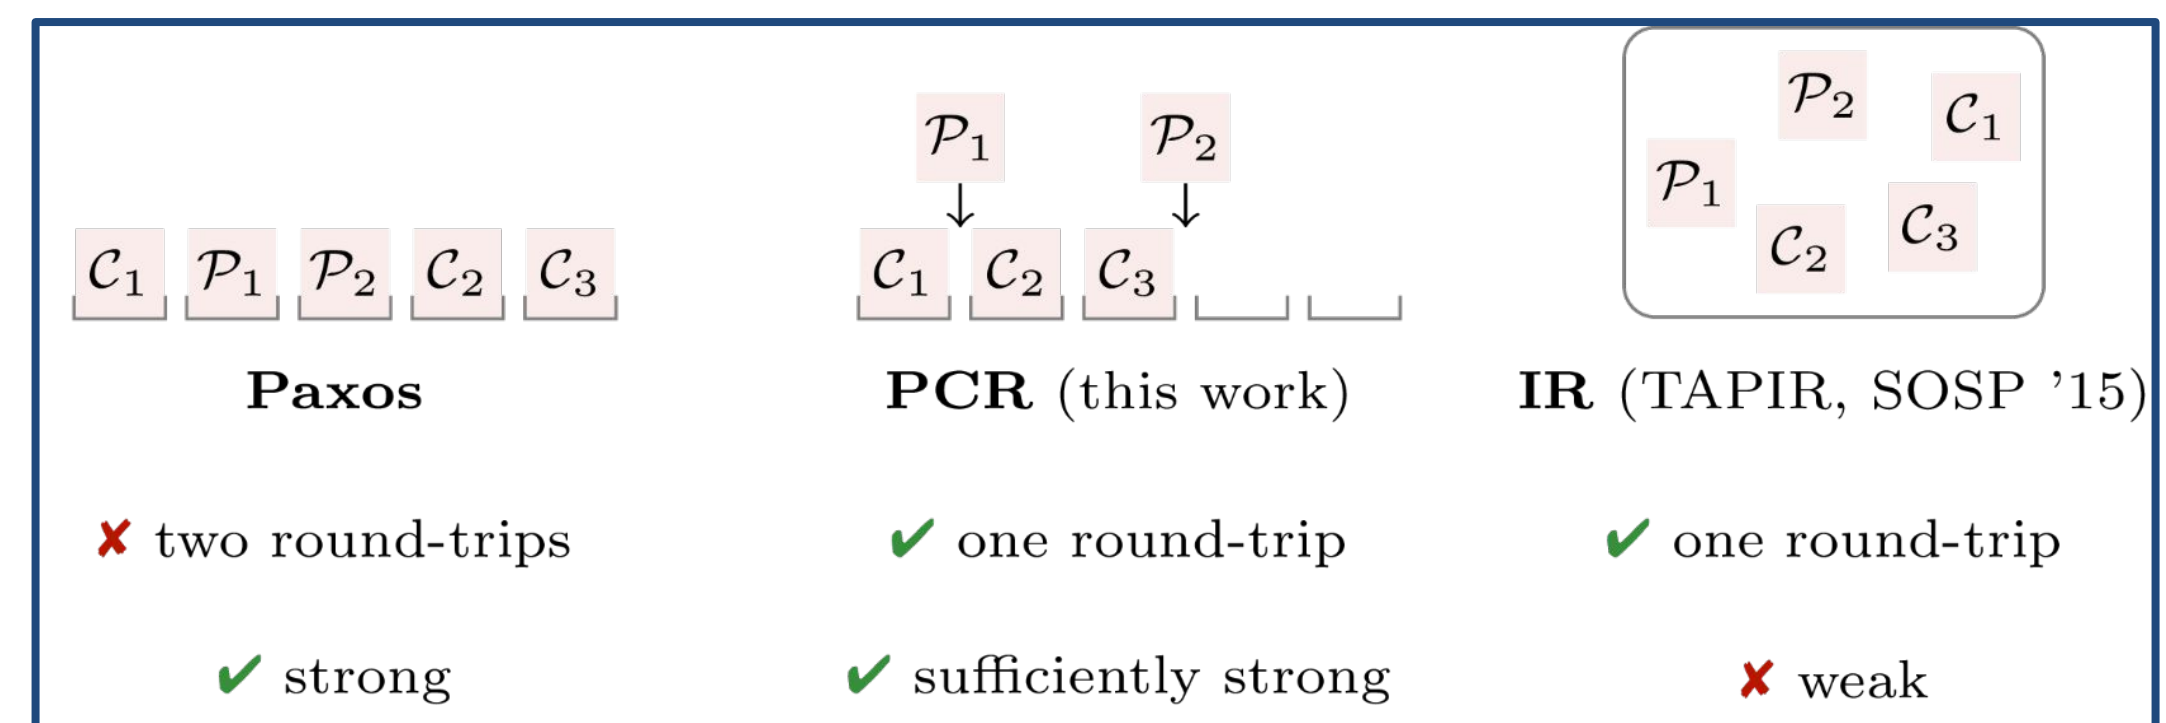 𝒫₁ 𝒫₂ 𝒫₂ 𝒞₁
𝒫₁
𝒞₁ 𝒫₁ 𝒫₂ 𝒞₂ 𝒞₃ 𝒞₁ 𝒞₂ 𝒞₃ 𝒞₂ 𝒞₃
Paxos PCR (this work) IR (TAPIR, SOSP ’15)
✘ two round-trips ✔ one round-trip ✔ one round-trip
✔ strong ✔ sufficiently strong ✘ weak